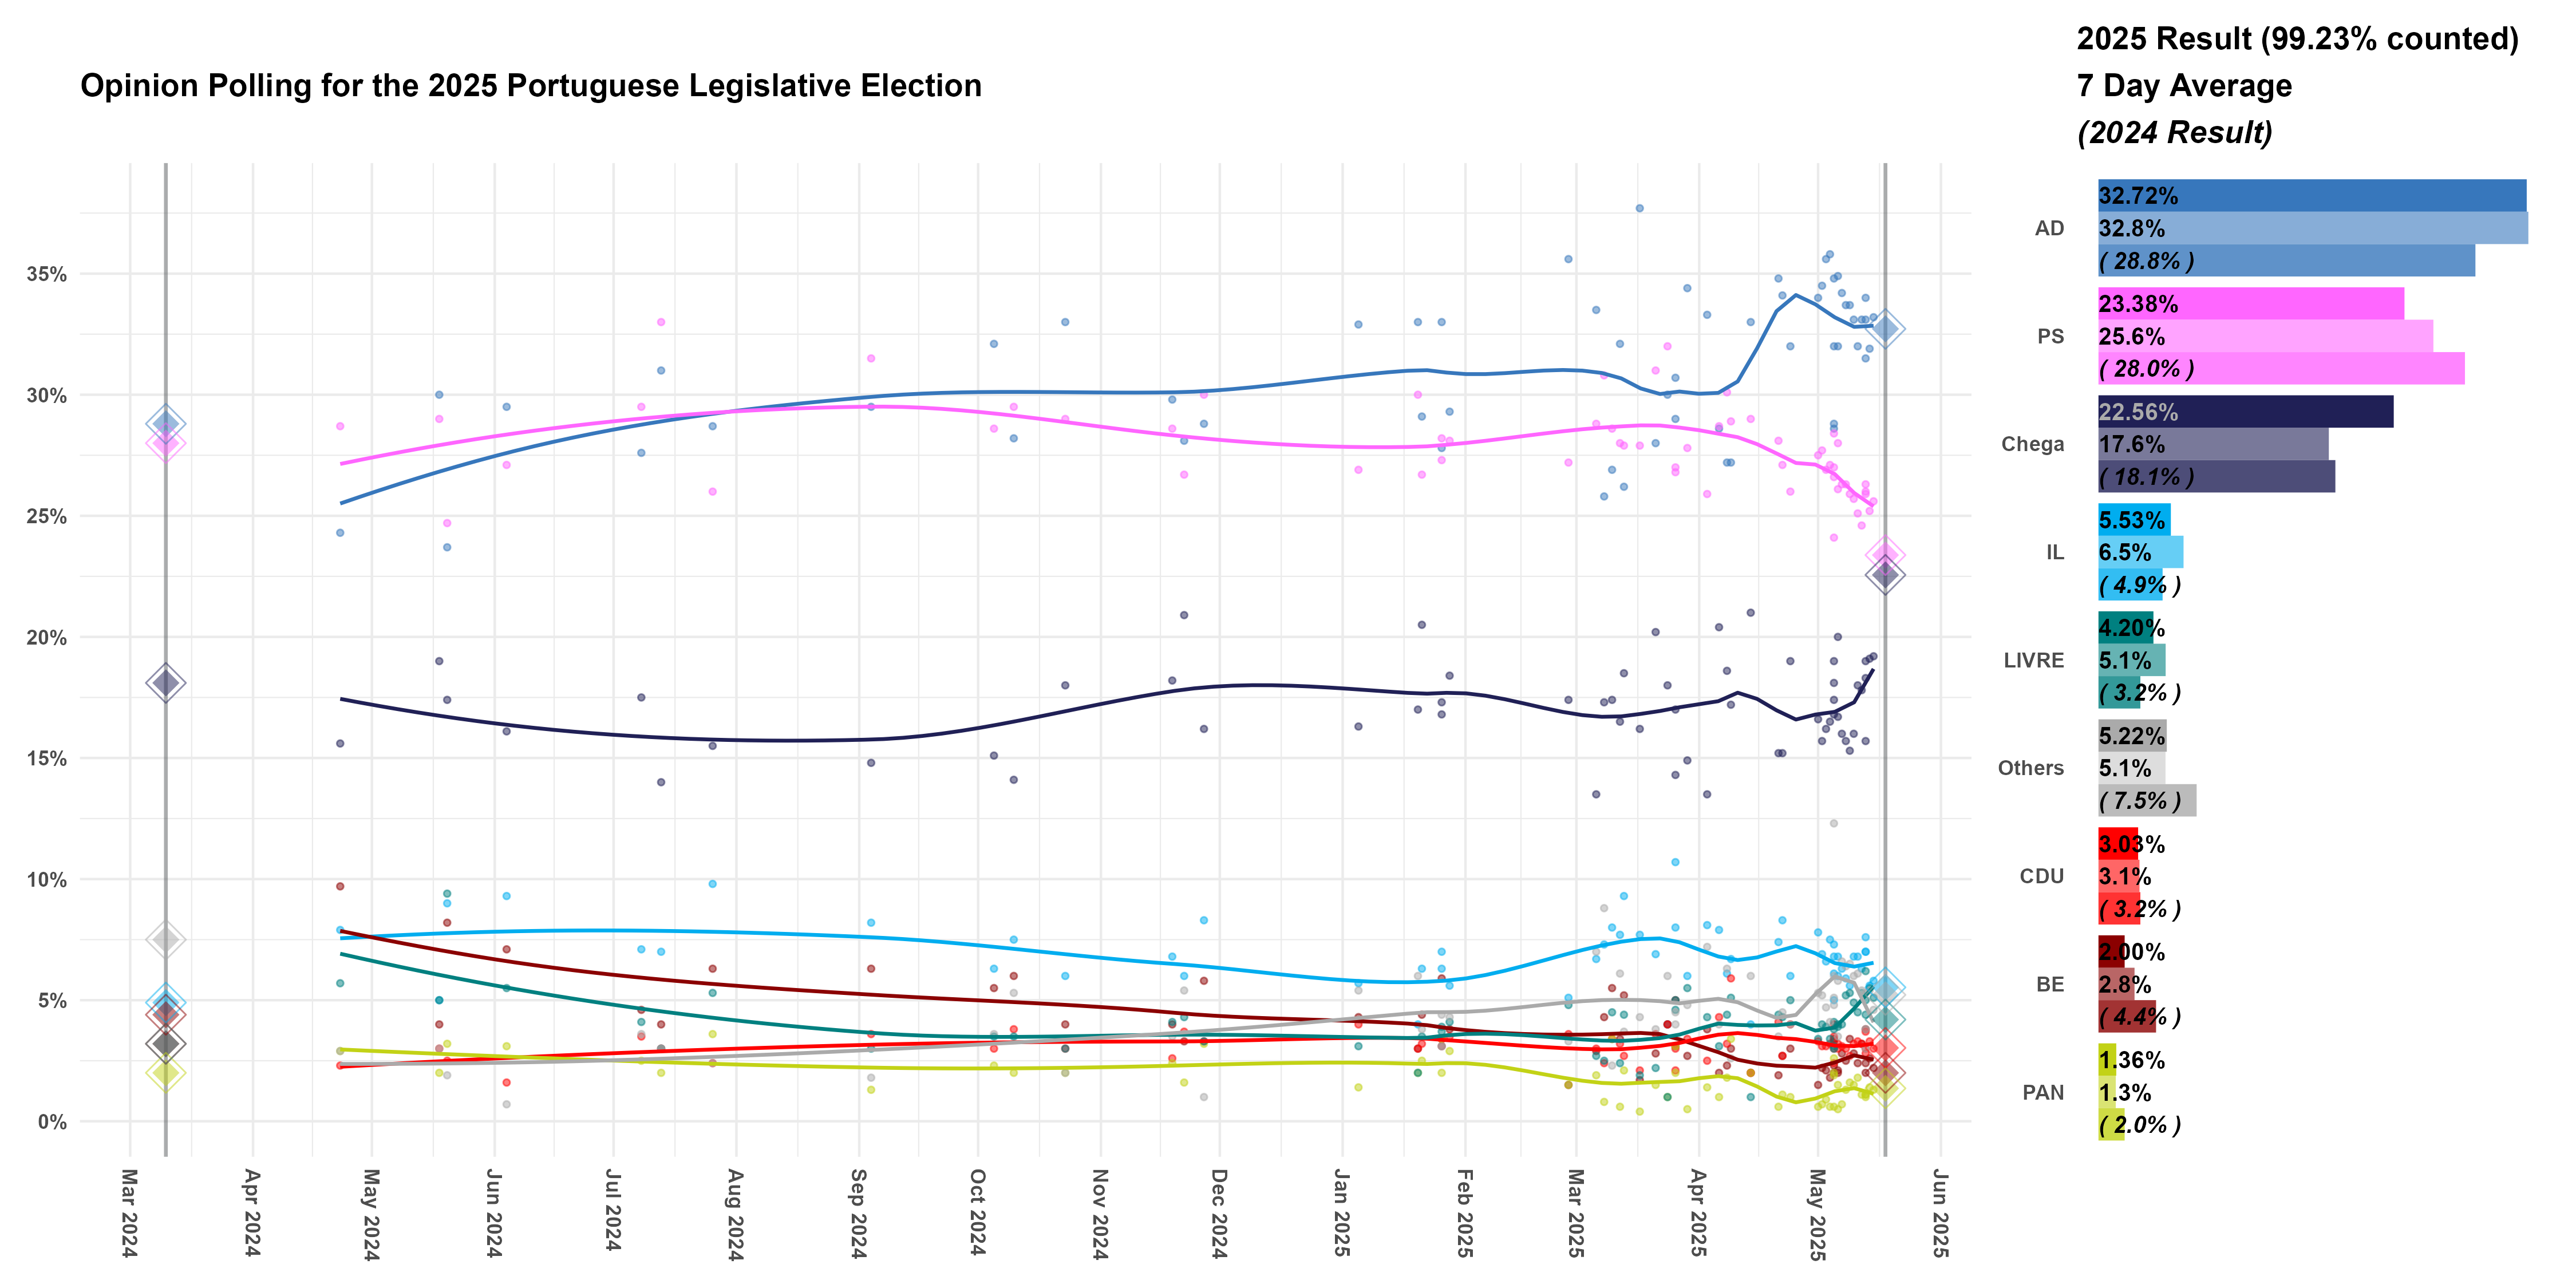 2025 Result (99.23% counted)
Opinion Polling for the 2025 Portuguese Legislative Election
7 Day Average
(2024 Result)
35%
30%
25%
20%
15%
10%
5%
0%
Mar 2024
Apr 2024
May 2024
Jun 2024
Jul 2024
Aug 2024
Sep 2024
Oct 2024
Nov 2024
Dec 2024
Jan 2025
Feb 2025
Mar 2025
Apr 2025
May 2025
Jun 2025
AD
32.72%
32.8%
( 28.8% )
PS
23.38%
25.6%
( 28.0% )
Chega
22.56%
17.6%
( 18.1% )
IL
5.53%
6.5%
( 4.9% )
LIVRE
4.20%
5.1%
( 3.2% )
Others
5.22%
5.1%
( 7.5% )
CDU
3.03%
3.1%
( 3.2% )
BE
2.00%
2.8%
( 4.4% )
PAN
1.36%
1.3%
( 2.0% )